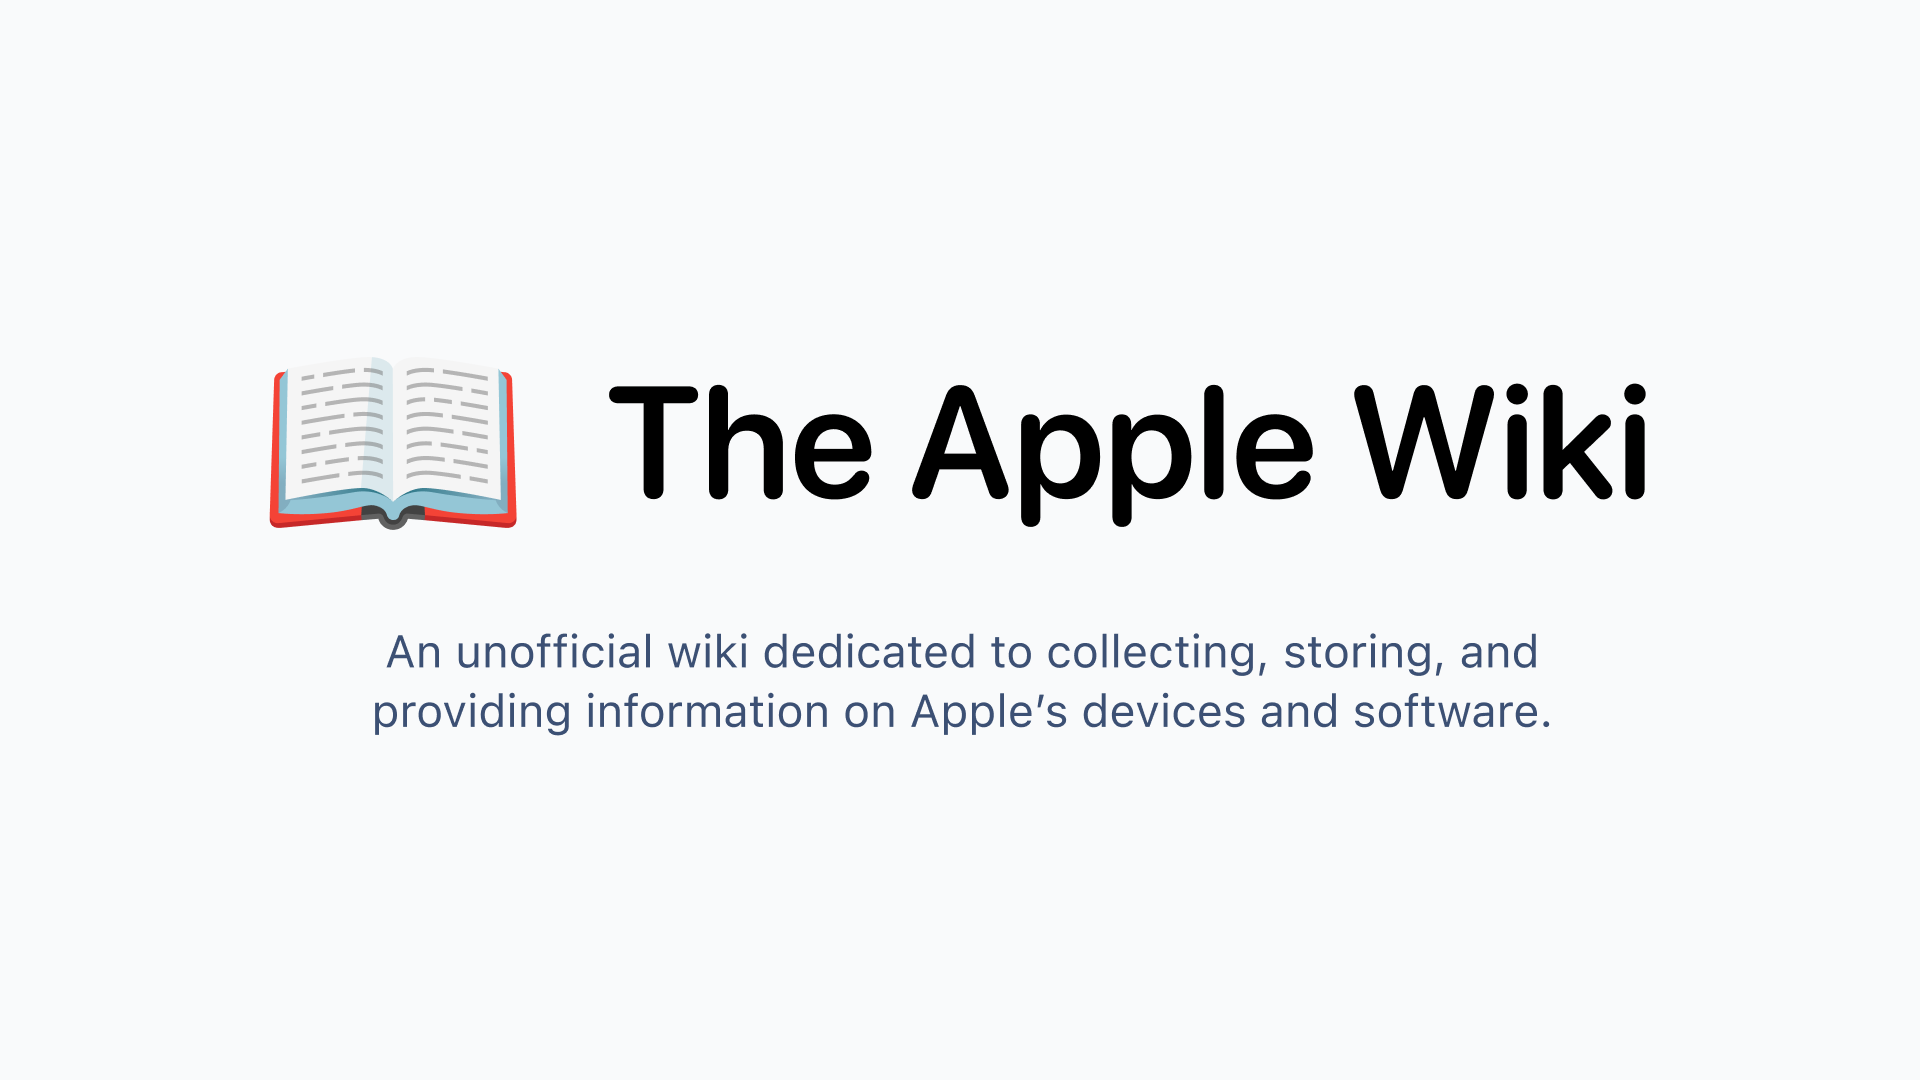 The Apple Wiki
An unofficial wiki dedicated to collecting, storing, and
providing information on Apple’s devices and software.